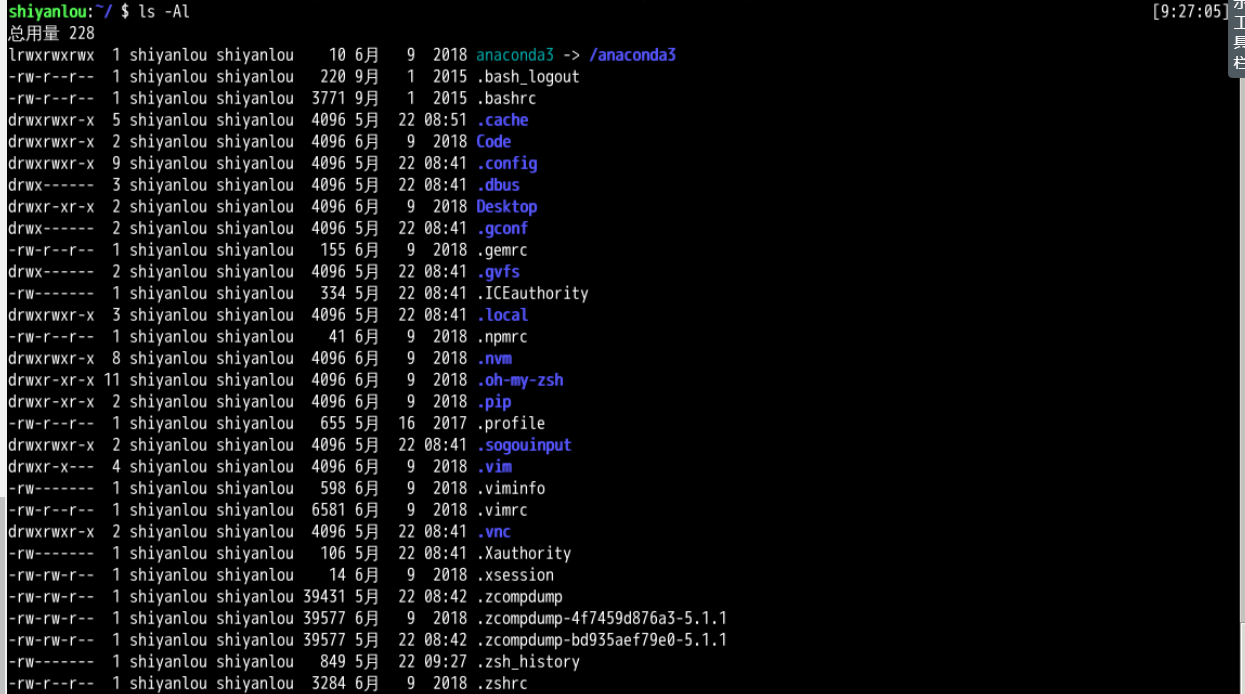 shiyanlou:~/ $ ls -Al [9:27:05]
总用量 228
lrwxrwxrwx 1 shiyanlou shiyanlou 10 6月 9 2018 anaconda3 -> /anaconda3
-rw-r--r-- 1 shiyanlou shiyanlou 220 9月 1 2015 .bash_logout
-rw-r--r-- 1 shiyanlou shiyanlou 3771 9月 1 2015 .bashrc
drwxrwxr-x 5 shiyanlou shiyanlou 4096 5月 22 08:51 .cache
drwxrwxr-x 2 shiyanlou shiyanlou 4096 6月 9 2018 Code
drwxrwxr-x 9 shiyanlou shiyanlou 4096 5月 22 08:41 .config
drwx------ 3 shiyanlou shiyanlou 4096 5月 22 08:41 .dbus
drwxr-xr-x 2 shiyanlou shiyanlou 4096 6月 9 2018 Desktop
drwx------ 2 shiyanlou shiyanlou 4096 5月 22 08:41 .gconf
-rw-r--r-- 1 shiyanlou shiyanlou 155 6月 9 2018 .gemrc
drwx------ 2 shiyanlou shiyanlou 4096 5月 22 08:41 .gvfs
-rw------- 1 shiyanlou shiyanlou 334 5月 22 08:41 .ICEauthority
drwxrwxr-x 3 shiyanlou shiyanlou 4096 5月 22 08:41 .local
-rw-r--r-- 1 shiyanlou shiyanlou 41 6月 9 2018 .npmrc
drwxrwxr-x 8 shiyanlou shiyanlou 4096 6月 9 2018 .nvm
drwxr-xr-x 11 shiyanlou shiyanlou 4096 6月 9 2018 .oh-my-zsh
drwxr-xr-x 2 shiyanlou shiyanlou 4096 6月 9 2018 .pip
-rw-r--r-- 1 shiyanlou shiyanlou 655 5月 16 2017 .profile
drwxrwxr-x 2 shiyanlou shiyanlou 4096 5月 22 08:41 .sogouinput
drwxr-x--- 4 shiyanlou shiyanlou 4096 6月 9 2018 .vim
-rw------- 1 shiyanlou shiyanlou 598 6月 9 2018 .viminfo
-rw-r--r-- 1 shiyanlou shiyanlou 6581 6月 9 2018 .vimrc
drwxrwxr-x 2 shiyanlou shiyanlou 4096 5月 22 08:41 .vnc
-rw------- 1 shiyanlou shiyanlou 106 5月 22 08:41 .Xauthority
-rw-rw-r-- 1 shiyanlou shiyanlou 14 6月 9 2018 .xsession
-rw-rw-r-- 1 shiyanlou shiyanlou 39431 5月 22 08:42 .zcompdump
-rw-rw-r-- 1 shiyanlou shiyanlou 39577 6月 9 2018 .zcompdump-4f7459d876a3-5.1.1
-rw-rw-r-- 1 shiyanlou shiyanlou 39577 5月 22 08:42 .zcompdump-bd935aef79e0-5.1.1
-rw------- 1 shiyanlou shiyanlou 849 5月 22 09:27 .zsh_history
-rw-rw-r-- 1 shiyanlou shiyanlou 3284 6月 9 2018 .zshrc
工具栏